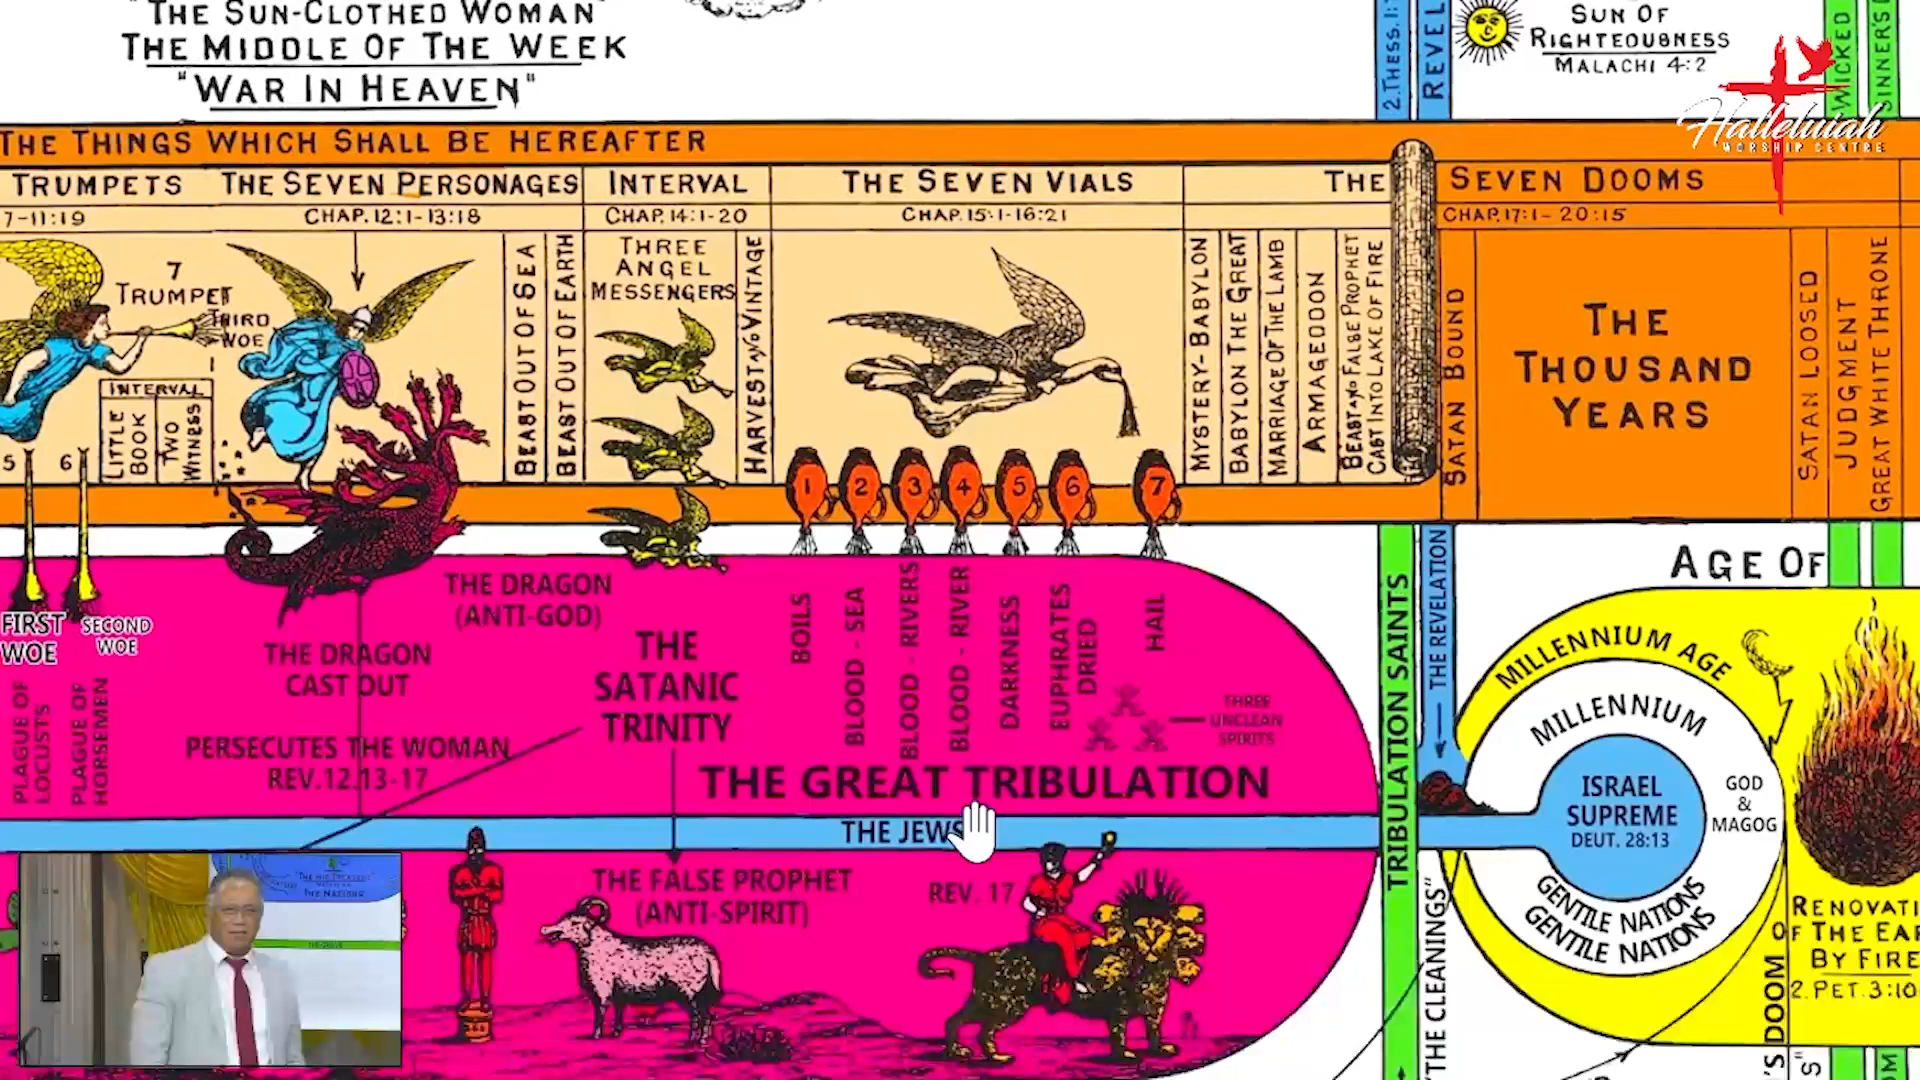 "THE SUN-CLOTHED WOMAN"
THE MIDDLE OF THE WEEK
"WAR IN HEAVEN"
2.THESS.1:
REVEL
SUN OF
RIGHTEOUSNESS
MALACHI 4:2
WICKED
SINNER'S
Halleluiah
WORSHIP CENTRE
THE THINGS WHICH SHALL BE HEREAFTER
TRUMPETS
7-11:19
THE SEVEN PERSONAGES
CHAP. 12:1-13:18
INTERVAL
CHAP. 14:1-20
THE SEVEN VIALS
CHAP. 15:1-16:21
THE
SEVEN DOOMS
CHAP. 17:1-20:15
7
TRUMPET
THIRD
WOE
INTERVAL
LITTLE
BOOK
TWO
WITNESS
5
6
BEAST OUT OF SEA
BEAST OUT OF EARTH
THREE
ANGEL
MESSENGERS
HARVEST AND VINTAGE
1
2
3
4
5
6
7
MYSTERY-BABYLON
BABYLON THE GREAT
MARRIAGE OF THE LAMB
ARMAGEDDON
BEAST AND FALSE PROPHET
CAST INTO LAKE OF FIRE
SATAN BOUND
THE
THOUSAND
YEARS
SATAN LOOSED
JUDGMENT
GREAT WHITE THRONE
FIRST
WOE
SECOND
WOE
PLAGUE OF
LOCUSTS
PLAGUE OF
HORSEMEN
THE DRAGON
(ANTI-GOD)
THE DRAGON
CAST OUT
PERSECUTES THE WOMAN
REV.12.13-17
THE
SATANIC
TRINITY
BOILS
BLOOD - SEA
BLOOD - RIVERS
BLOOD - RIVER
DARKNESS
EUPHRATES
DRIED
HAIL
THREE
UNCLEAN
SPIRITS
THE GREAT TRIBULATION
THE JEWS
THE FALSE PROPHET
(ANTI-SPIRIT)
REV. 17
TRIBULATION SAINTS
THE REVELATION
"THE CLEANINGS"
AGE OF
MILLENNIUM AGE
MILLENNIUM
ISRAEL
SUPREME
DEUT. 28:13
GOD
&
MAGOG
GENTILE NATIONS
GENTILE NATIONS
RENOVATI
OF THE EAR
BY FIRE
2. PET. 3:10
'S DOOM